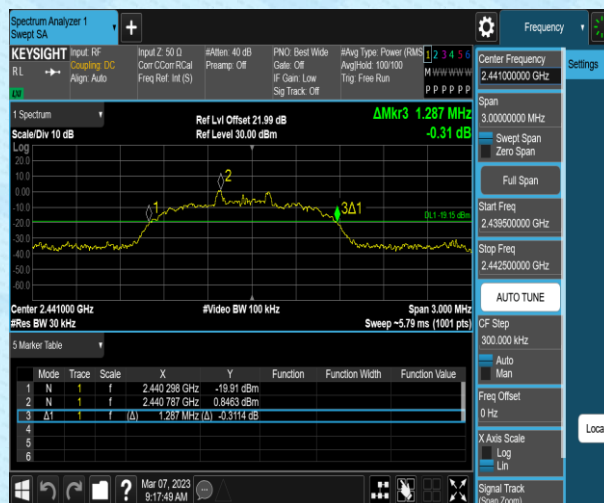 Spectrum Analyzer 1
Swept SA
+
Frequency
KEYSIGHT
RL
Input: RF
Coupling: DC
Align: Auto
Input Z: 50 Ω
Corr CCorr RCal
Freq Ref: Int (S)
#Atten: 40 dB
Preamp: Off
PNO: Best Wide
Gate: Off
IF Gain: Low
Sig Track: Off
#Avg Type: Power (RMS
Avg|Hold: 100/100
Trig: Free Run
1 2 3 4 5 6
M W W W W W
P P P P P P
1 Spectrum
Scale/Div 10 dB
Ref Lvl Offset 21.99 dB
Ref Level 30.00 dBm
ΔMkr3 1.287 MHz
-0.31 dB
Log
20.0
10.0
0.00
-10.0
-20.0
-30.0
-40.0
-50.0
-60.0
1
2
3Δ1
DL1 -19.15 dBm
Center 2.441000 GHz
#Res BW 30 kHz
#Video BW 100 kHz
Span 3.000 MHz
Sweep ~5.79 ms (1001 pts)
5 Marker Table
Mode Trace Scale X Y Function Function Width Function Value
1 N 1 f 2.440 298 GHz -19.91 dBm
2 N 1 f 2.440 787 GHz 0.8463 dBm
3 Δ1 1 f (Δ) 1.287 MHz (Δ) -0.3114 dB
4
5
6
Mar 07, 2023
9:17:49 AM
Center Frequency
2.441000000 GHz
Span
3.00000000 MHz
Swept Span
Zero Span
Full Span
Start Freq
2.439500000 GHz
Stop Freq
2.442500000 GHz
AUTO TUNE
CF Step
300.000 kHz
Auto
Man
Freq Offset
0 Hz
X Axis Scale
Log
Lin
Signal Track
(Span Zoom)
Settings
Loca